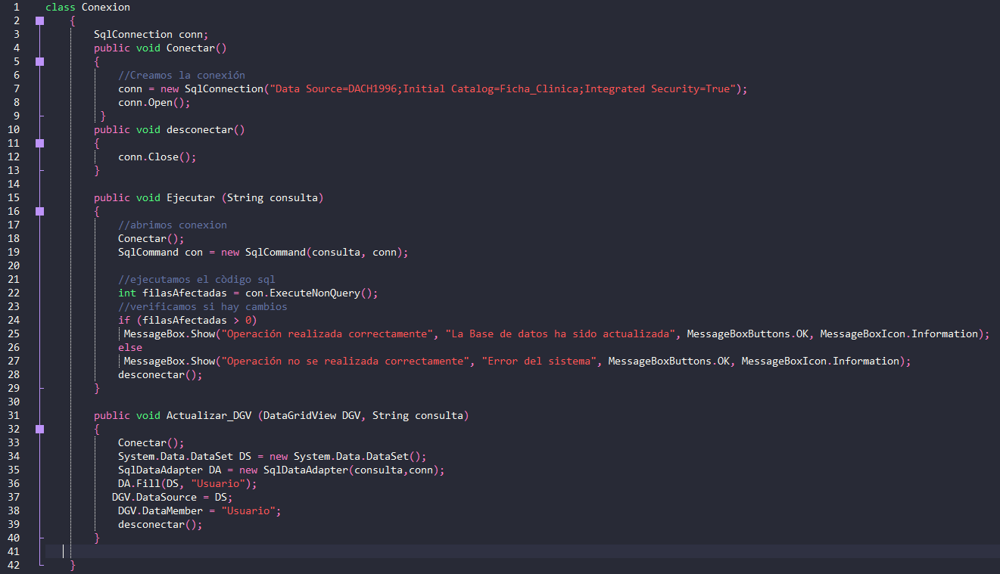 1 class Conexion
2 {
3 SqlConnection conn;
4 public void Conectar()
5 {
6 //Creamos la conexión
7 conn = new SqlConnection("Data Source=DACH1996;Initial Catalog=Ficha_Clinica;Integrated Security=True");
8 conn.Open();
9 }
10 public void desconectar()
11 {
12 conn.Close();
13 }
14
15 public void Ejecutar (String consulta)
16 {
17 //abrimos conexion
18 Conectar();
19 SqlCommand con = new SqlCommand(consulta, conn);
20
21 //ejecutamos el còdigo sql
22 int filasAfectadas = con.ExecuteNonQuery();
23 //verificamos si hay cambios
24 if (filasAfectadas > 0)
25 MessageBox.Show("Operación realizada correctamente", "La Base de datos ha sido actualizada", MessageBoxButtons.OK, MessageBoxIcon.Information);
26 else
27 MessageBox.Show("Operación no se realizada correctamente", "Error del sistema", MessageBoxButtons.OK, MessageBoxIcon.Information);
28 desconectar();
29 }
30
31 public void Actualizar_DGV (DataGridView DGV, String consulta)
32 {
33 Conectar();
34 System.Data.DataSet DS = new System.Data.DataSet();
35 SqlDataAdapter DA = new SqlDataAdapter(consulta,conn);
36 DA.Fill(DS, "Usuario");
37 DGV.DataSource = DS;
38 DGV.DataMember = "Usuario";
39 desconectar();
40 }
41
42 }